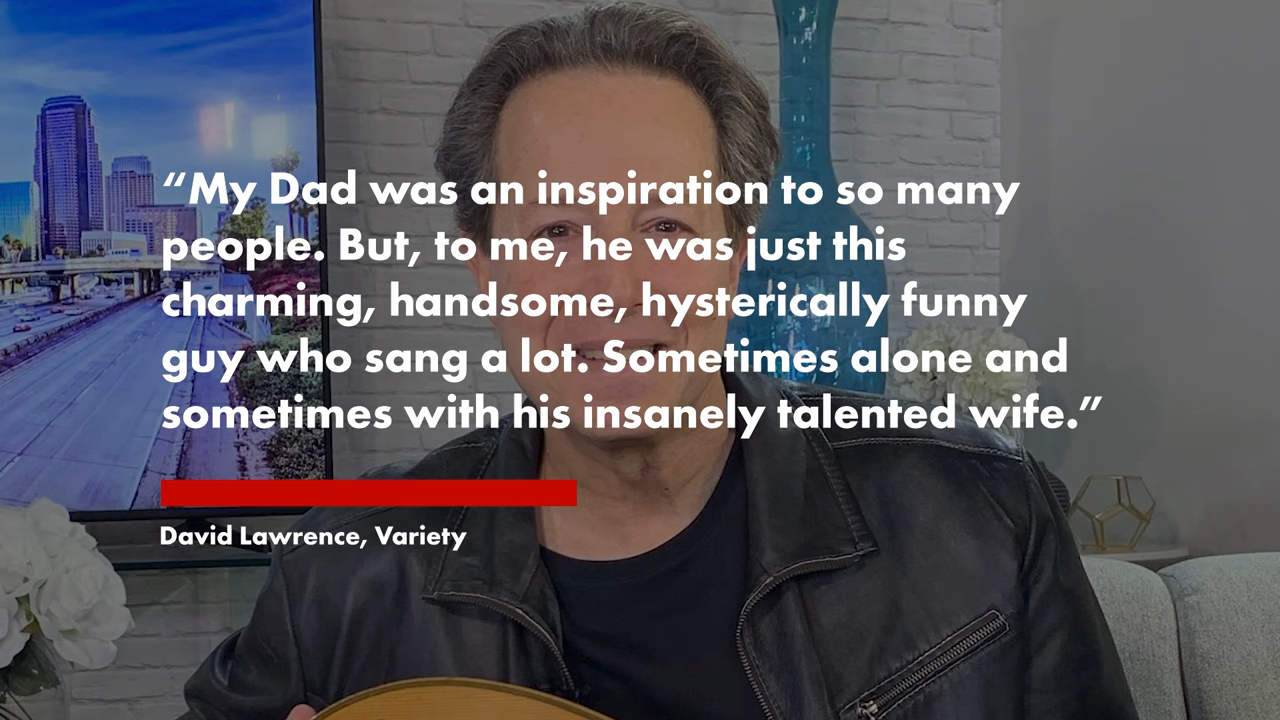 “My Dad was an inspiration to so many
people. But, to me, he was just this
charming, handsome, hysterically funny
guy who sang a lot. Sometimes alone and
sometimes with his insanely talented wife.”
David Lawrence, Variety